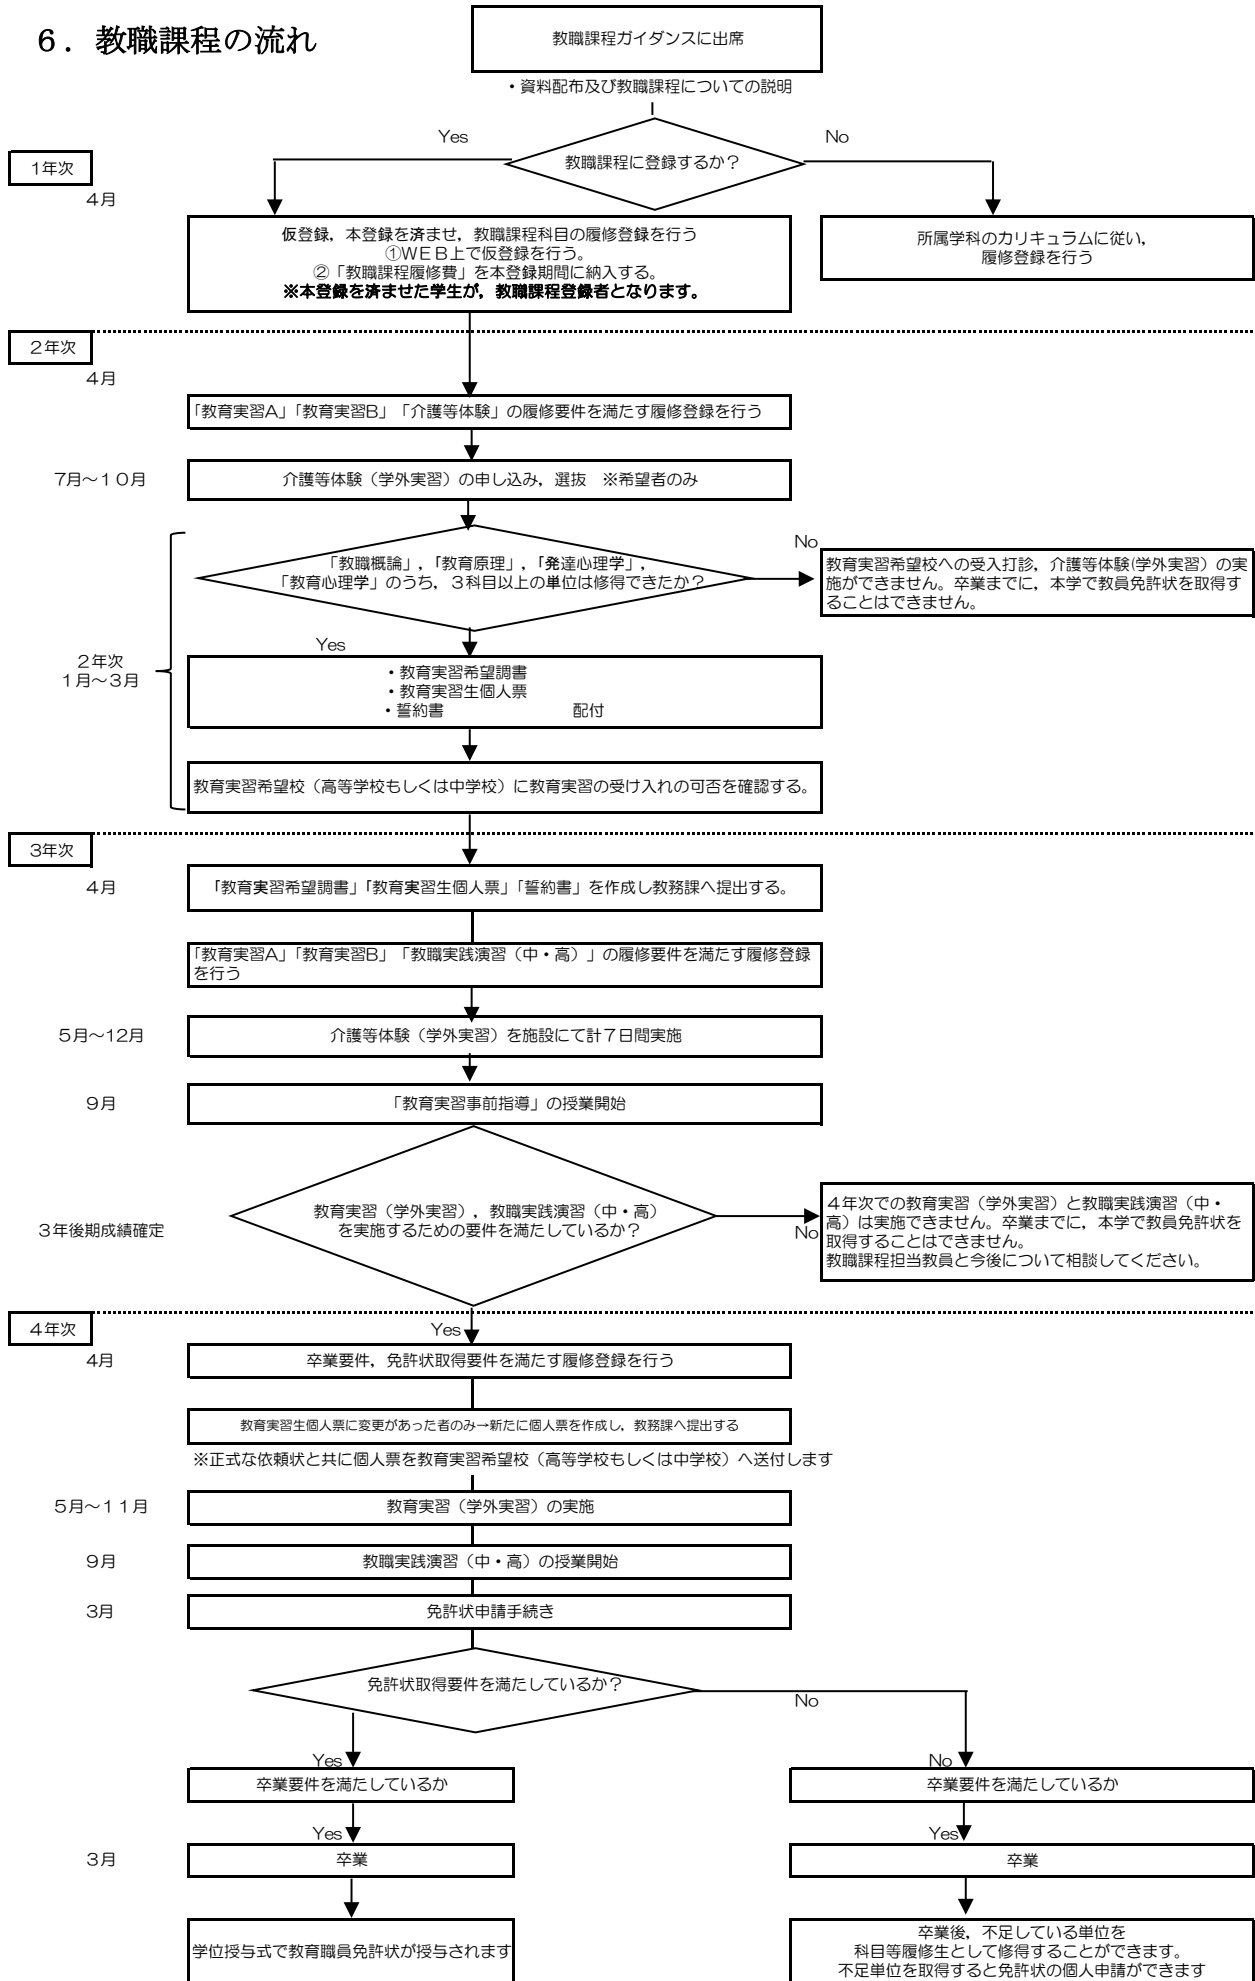 ６．教職課程の流れ
教職課程ガイダンスに出席
・資料配布及び教職課程についての説明
Yes
No
教職課程に登録するか？
1年次
４月
仮登録，本登録を済ませ，教職課程科目の履修登録を行う
①ＷＥＢ上で仮登録を行う。
②「教職課程履修費」を本登録期間に納入する。
※本登録を済ませた学生が，教職課程登録者となります。
所属学科のカリキュラムに従い，
履修登録を行う
２年次
４月
「教育実習A」「教育実習B」「介護等体験」の履修要件を満たす履修登録を行う
7月～１０月
介護等体験（学外実習）の申し込み，選抜　※希望者のみ
「教職概論」，「教育原理」，「発達心理学」，
「教育心理学」のうち，３科目以上の単位は修得できたか？
No
教育実習希望校への受入打診，介護等体験(学外実習）の実
施ができません。卒業までに，本学で教員免許状を取得す
ることはできません。
Yes
２年次
１月～３月
・教育実習希望調書
・教育実習生個人票
・誓約書　　　　　　　　配付
教育実習希望校（高等学校もしくは中学校）に教育実習の受け入れの可否を確認する。
3年次
４月
「教育実習希望調書」「教育実習生個人票」「誓約書」を作成し教務課へ提出する。
「教育実習A」「教育実習B」「教職実践演習（中・高）」の履修要件を満たす履修登録
を行う
５月～12月
介護等体験（学外実習）を施設にて計７日間実施
９月
「教育実習事前指導」の授業開始
３年後期成績確定
教育実習（学外実習），教職実践演習（中・高）
を実施するための要件を満たしているか？
No
４年次での教育実習（学外実習）と教職実践演習（中・
高）は実施できません。卒業までに，本学で教員免許状を
取得することはできません。
教職課程担当教員と今後について相談してください。
４年次
Yes
４月
卒業要件，免許状取得要件を満たす履修登録を行う
教育実習生個人票に変更があった者のみ→新たに個人票を作成し，教務課へ提出する
※正式な依頼状と共に個人票を教育実習希望校（高等学校もしくは中学校）へ送付します
５月～１１月
教育実習（学外実習）の実施
９月
教職実践演習（中・高）の授業開始
３月
免許状申請手続き
免許状取得要件を満たしているか？
No
Yes
No
卒業要件を満たしているか
卒業要件を満たしているか
Yes
Yes
３月
卒業
卒業
学位授与式で教育職員免許状が授与されます
卒業後，不足している単位を
科目等履修生として修得することができます。
不足単位を取得すると免許状の個人申請ができます